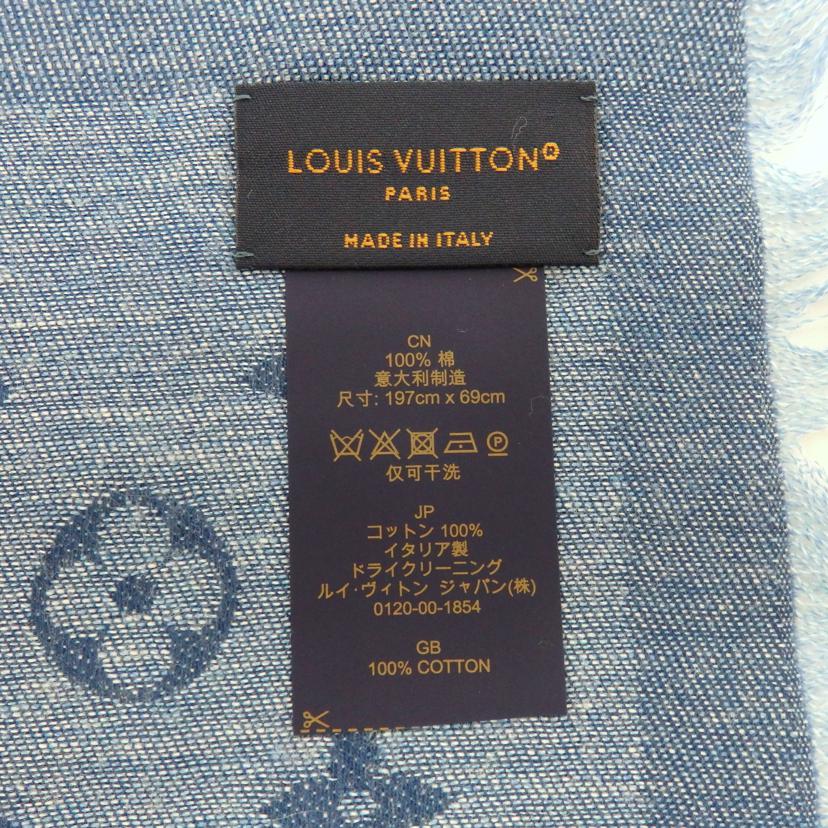 LOUIS VUITTON®
PARIS
MADE IN ITALY
CN
100% 棉
意大利制造
尺寸: 197cm x 69cm
P
仅可干洗
JP
コットン 100%
イタリア製
ドライクリーニング
ルイ・ヴィトン ジャパン(株)
0120-00-1854
GB
100% COTTON